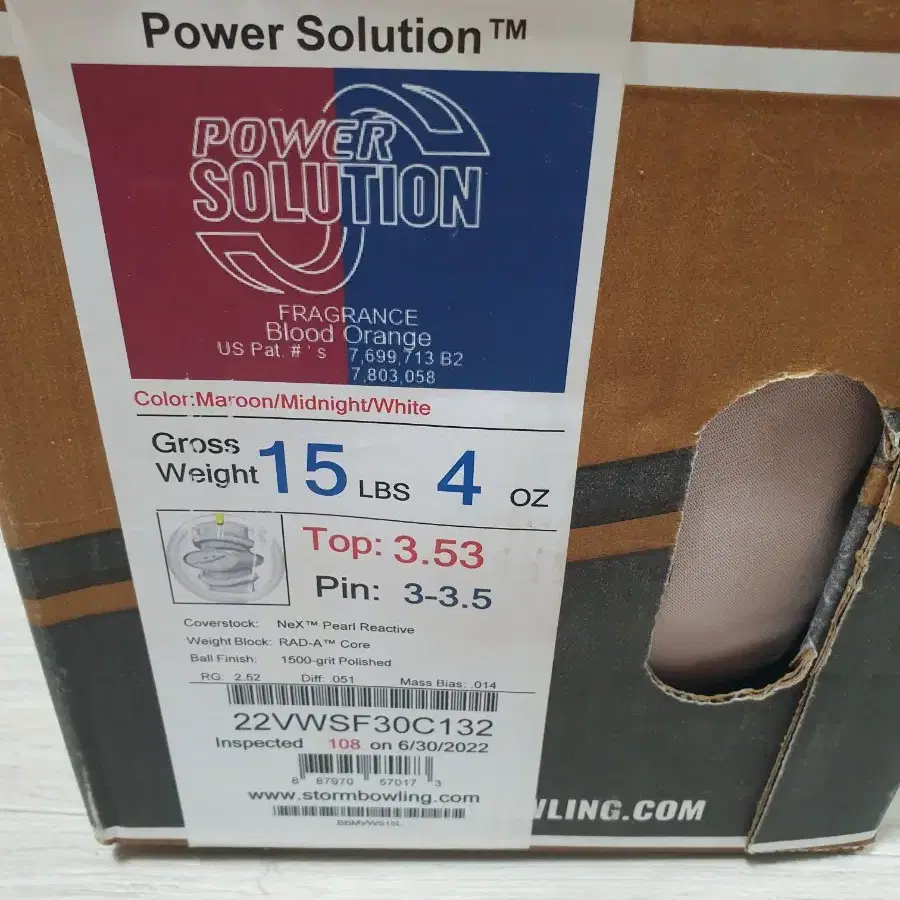 Power Solution™
POWER
SOLUTION
FRAGRANCE
Blood Orange
US Pat. # ' s 7,699,713 B2
7,803,058
Color:Maroon/Midnight/White
Gross Weight 15 LBS 4 OZ
Top: 3.53
Pin: 3-3.5
Coverstock: NeX™ Pearl Reactive
Weight Block: RAD-A™ Core
Ball Finish: 1500-grit Polished
RG: 2.52 Diff: .051 Mass Bias: .014
22VWSF30C132
Inspected 108 on 6/30/2022
8 87970 57017 3
www.stormbowling.com
WLING.COM